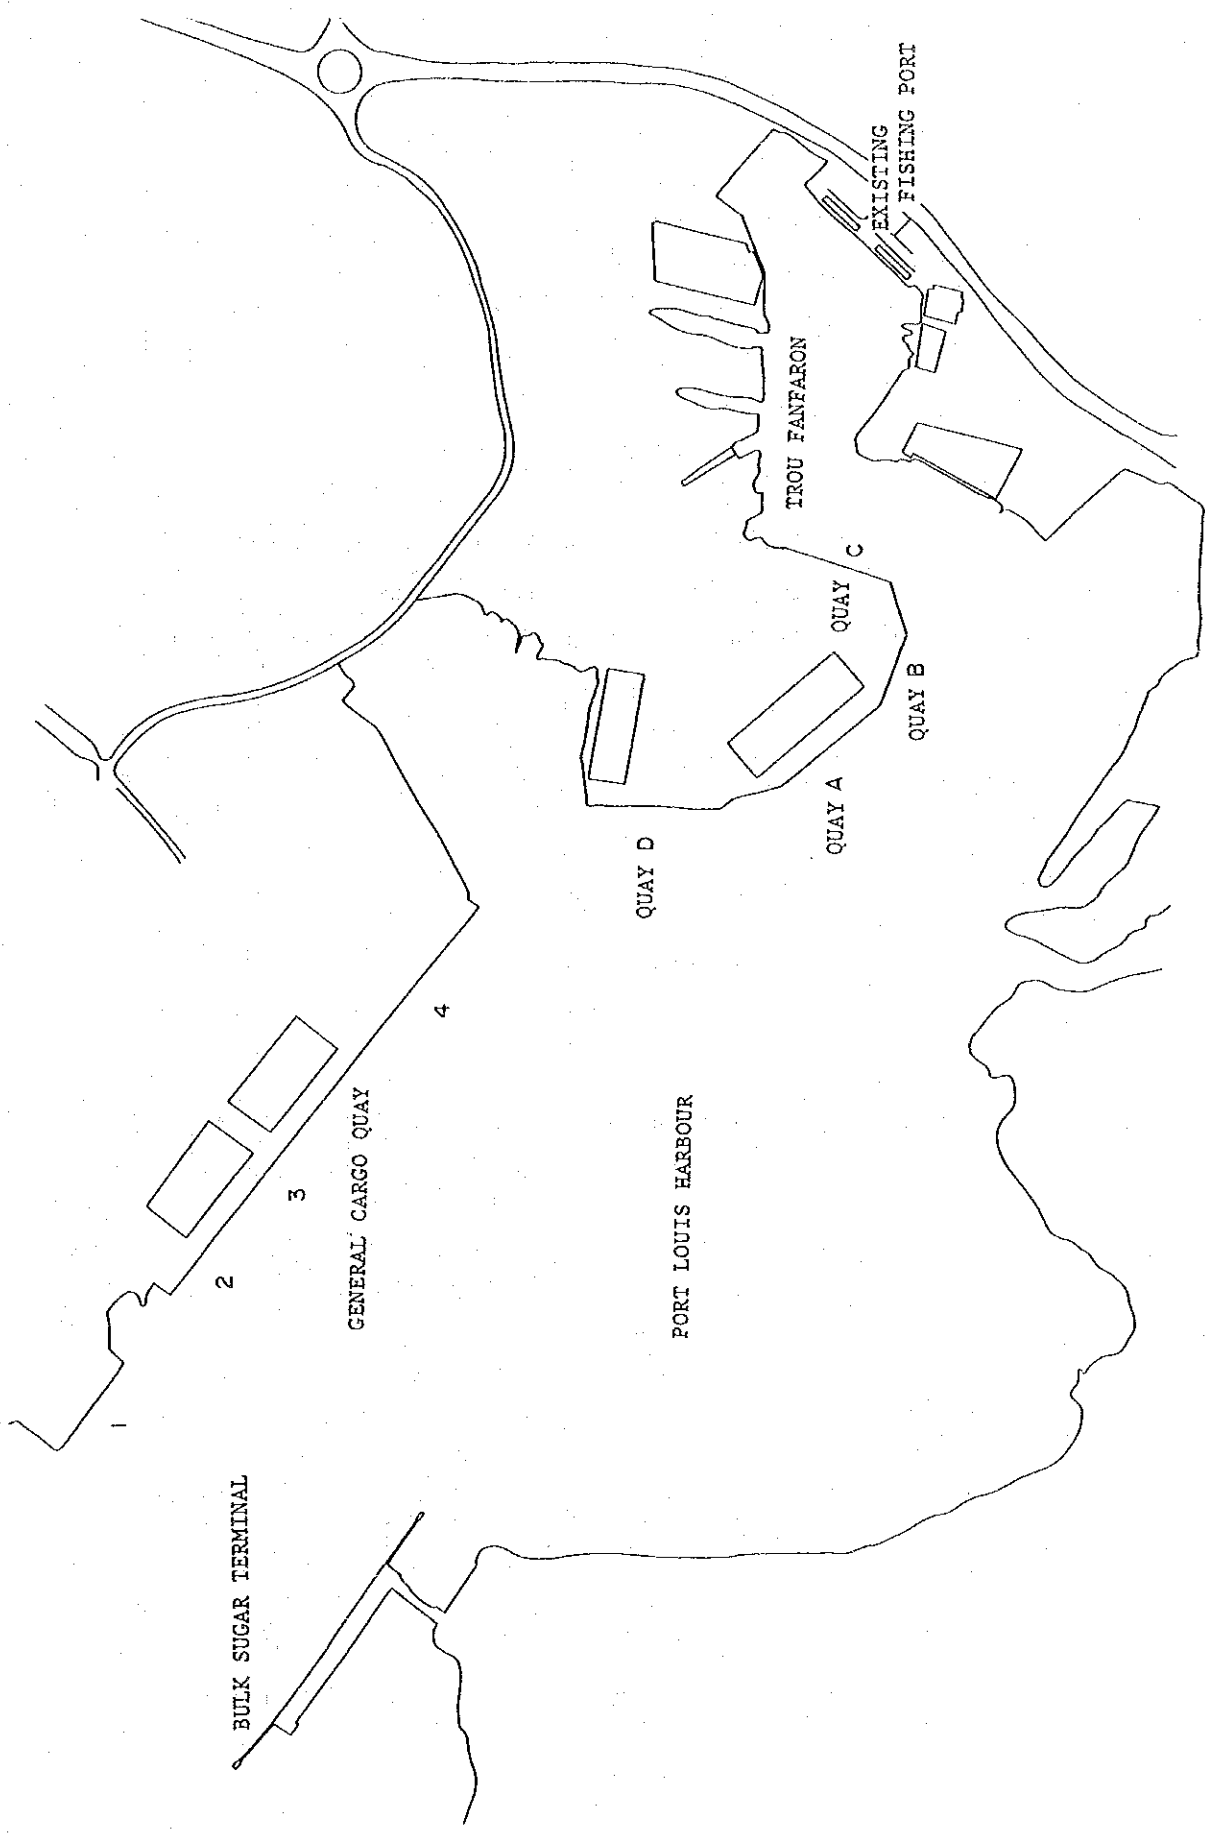 BULK SUGAR TERMINAL
1
2
3
4
GENERAL CARGO QUAY
PORT LOUIS HARBOUR
QUAY D
QUAY A
QUAY B
QUAY C
TROU FANFARON
EXISTING
FISHING PORT